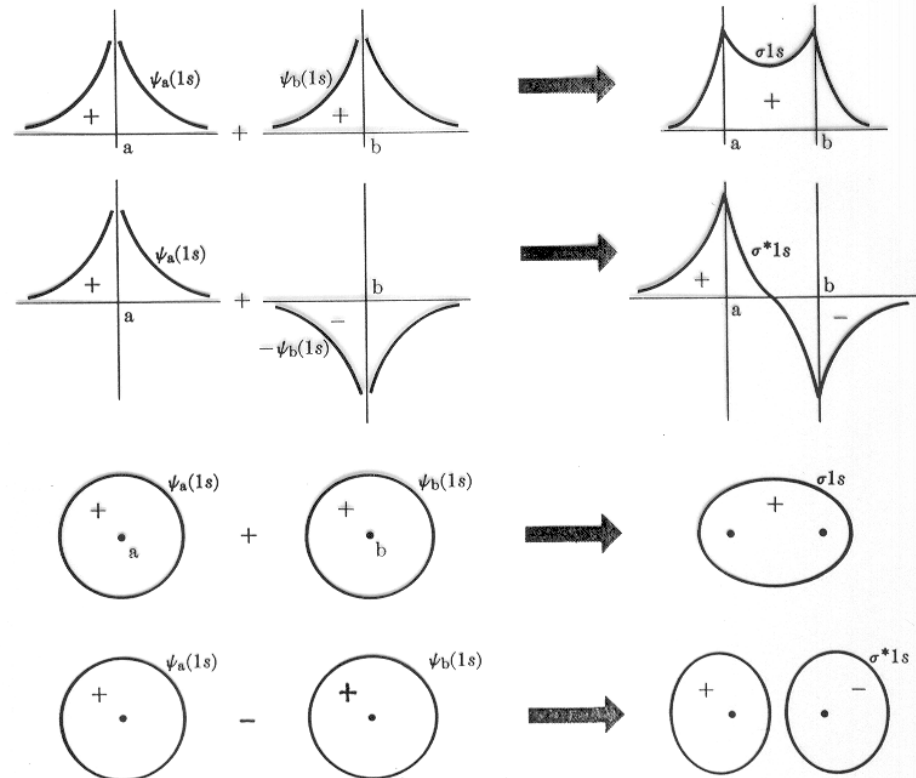 ψa(1s) ψb(1s) σ1s
+ + + +
a b a b
ψa(1s) σ*1s
+ + − b + b −
a −ψb(1s) a
ψa(1s) ψb(1s) σ1s
+ + + +
a b
ψa(1s) ψb(1s) σ*1s
+ − + + −